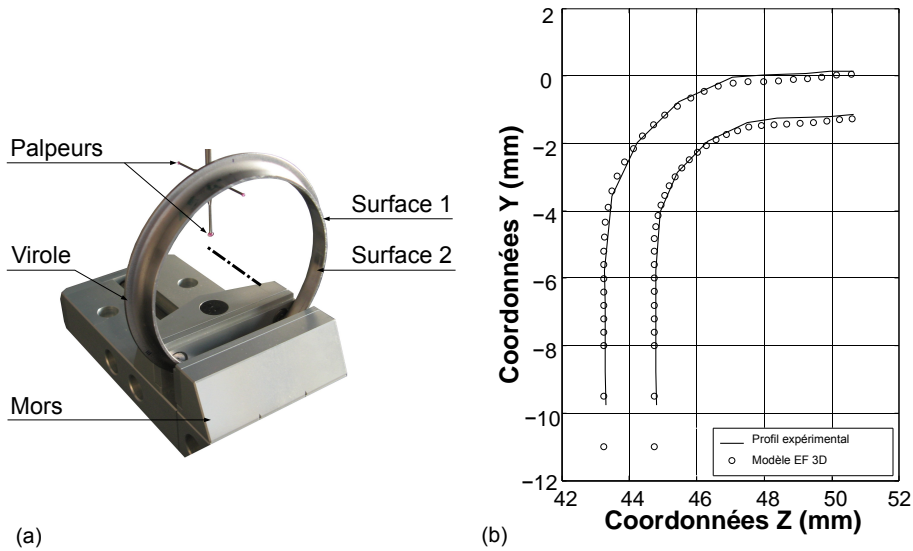 Palpeurs
Surface 1
Virole
Surface 2
Mors
(a)
2
0
−2
−4
−6
−8
−10
−12
42
44
46
48
50
52
Coordonnées Y (mm)
Coordonnées Z (mm)
Profil expérimental
Modèle EF 3D
(b)